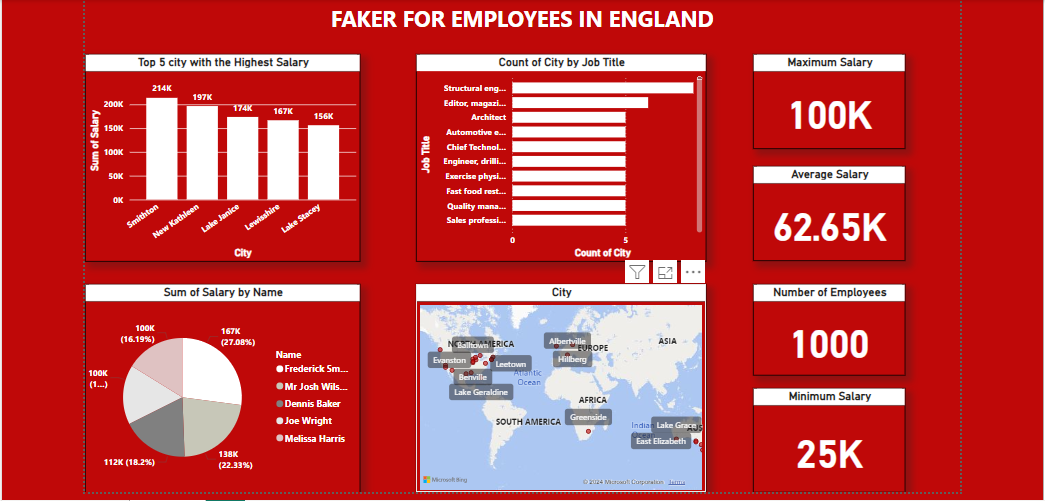 FAKER FOR EMPLOYEES IN ENGLAND
Top 5 city with the Highest Salary
Sum of Salary
200K
150K
100K
50K
0K
214K
197K
174K
167K
156K
Smithton
New Kathleen
Lake Janice
Lewisshire
Lake Stacey
City
Count of City by Job Title
Job Title
Structural eng...
Editor, magazi...
Architect
Automotive e...
Chief Technol...
Engineer, drilli...
Exercise physi...
Fast food rest...
Quality mana...
Sales professi...
0
5
Count of City
Maximum Salary
100K
Average Salary
62.65K
Sum of Salary by Name
100K
(16.19%)
167K
(27.08%)
100K
(1...)
112K (18.2%)
138K
(22.33%)
Name
Frederick Sm...
Mr Josh Wils...
Dennis Baker
Joe Wright
Melissa Harris
City
NORTH AMERICA
Balltown
Evanston
Leetown
Benville
Lake Geraldine
Atlantic
Ocean
Albertville
EUROPE
Hillberg
ASIA
AFRICA
Greenside
SOUTH AMERICA
Indian
Lake Grace
East Elizabeth
Microsoft Bing
© 2024 Microsoft Corporation Terms
Number of Employees
1000
Minimum Salary
25K